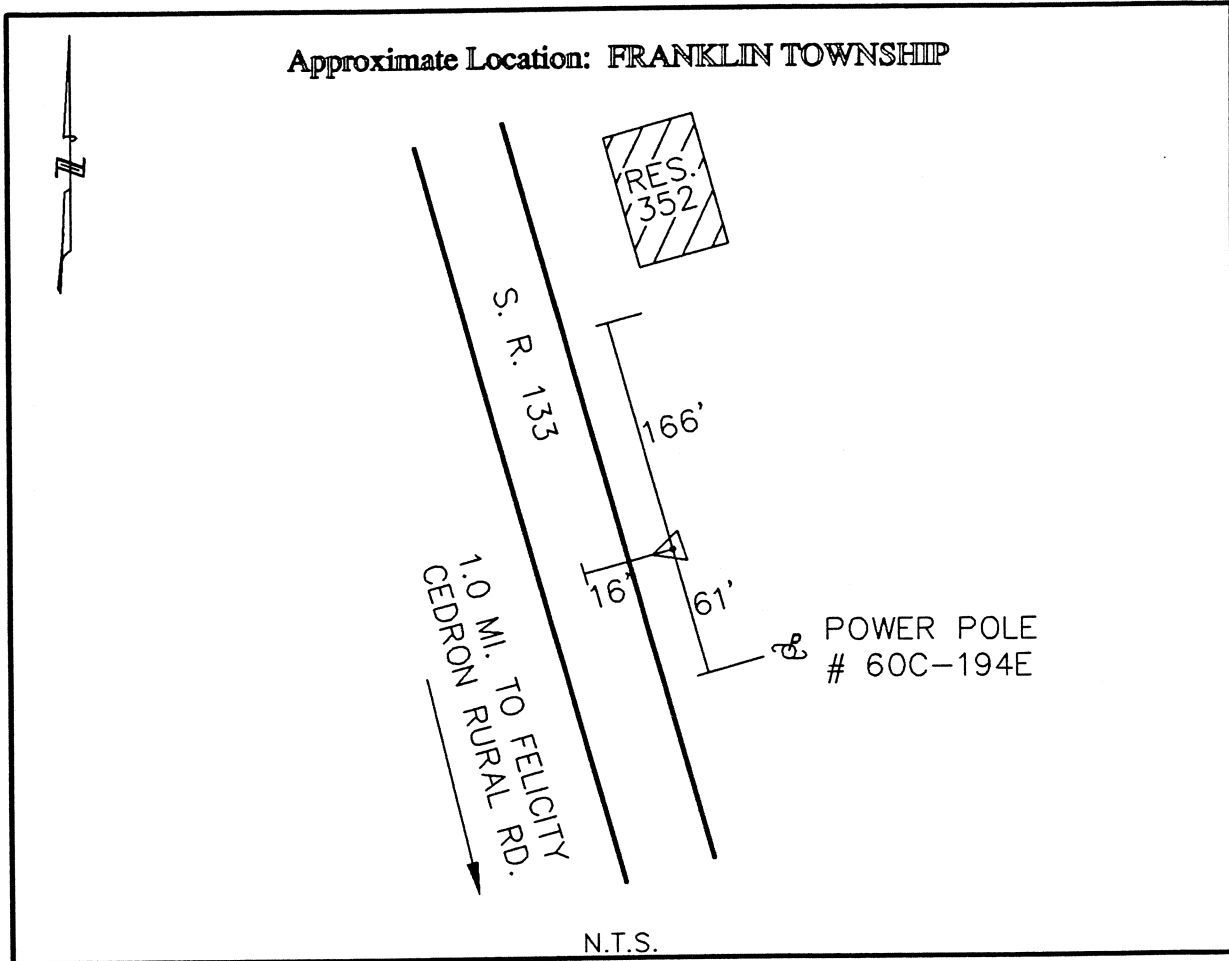 Approximate Location: FRANKLIN TOWNSHIP
N
RES.
352
S. R. 133
166'
16'
61'
POWER POLE
# 60C-194E
1.0 MI. TO FELICITY
CEDRON RURAL RD.
N.T.S.